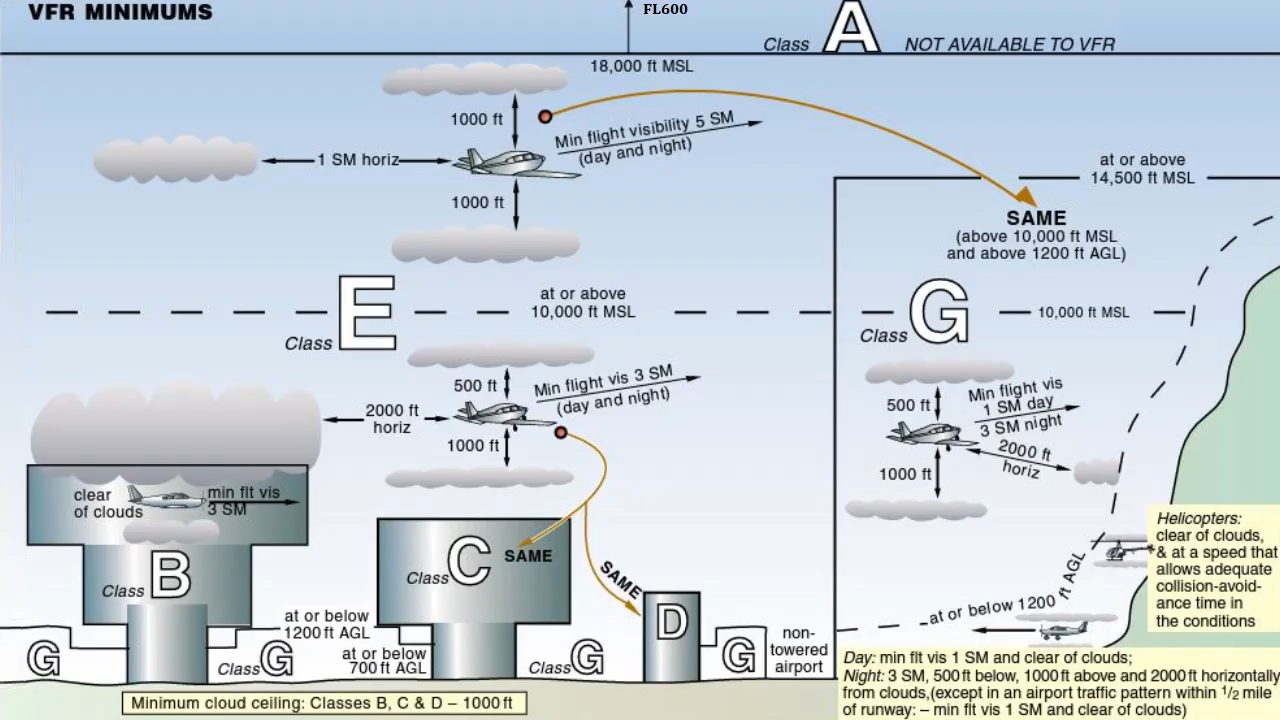 VFR MINIMUMS
FL600
Class A NOT AVAILABLE TO VFR
18,000 ft MSL
1000 ft
Min flight visibility 5 SM
(day and night)
1 SM horiz
1000 ft
at or above
14,500 ft MSL
SAME
(above 10,000 ft MSL
and above 1200 ft AGL)
Class E
at or above
10,000 ft MSL
Class G
10,000 ft MSL
500 ft
Min flight vis 3 SM
(day and night)
2000 ft
horiz
1000 ft
500 ft
Min flight vis
1 SM day
3 SM night
2000 ft
horiz
1000 ft
clear
of clouds
min flt vis
3 SM
Class B
Class C
SAME
SAME
D
Helicopters:
clear of clouds,
& at a speed that
allows adequate
collision-avoid-
ance time in
the conditions
at or below 1200 ft AGL
at or below
1200 ft AGL
at or below
700 ft AGL
G
Class G
Class G
G
non-
towered
airport
Day: min flt vis 1 SM and clear of clouds;
Night: 3 SM, 500 ft below, 1000 ft above and 2000 ft horizontally
from clouds,(except in an airport traffic pattern within 1/2 mile
of runway: – min flt vis 1 SM and clear of clouds)
Minimum cloud ceiling: Classes B, C & D – 1000 ft